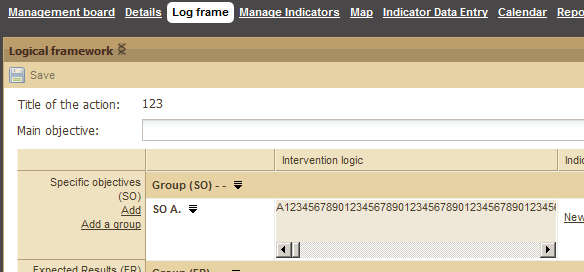 Management board Details Log frame Manage Indicators Map Indicator Data Entry Calendar Repo
Logical framework
Save
Title of the action: 123
Main objective:
Intervention logic Indi
Specific objectives (SO)
Add
Add a group
Group (SO) - -
SO A.
A12345678901234567890123456789012345678901234567890123456
New
Expected Results (ER)
Group (ER)